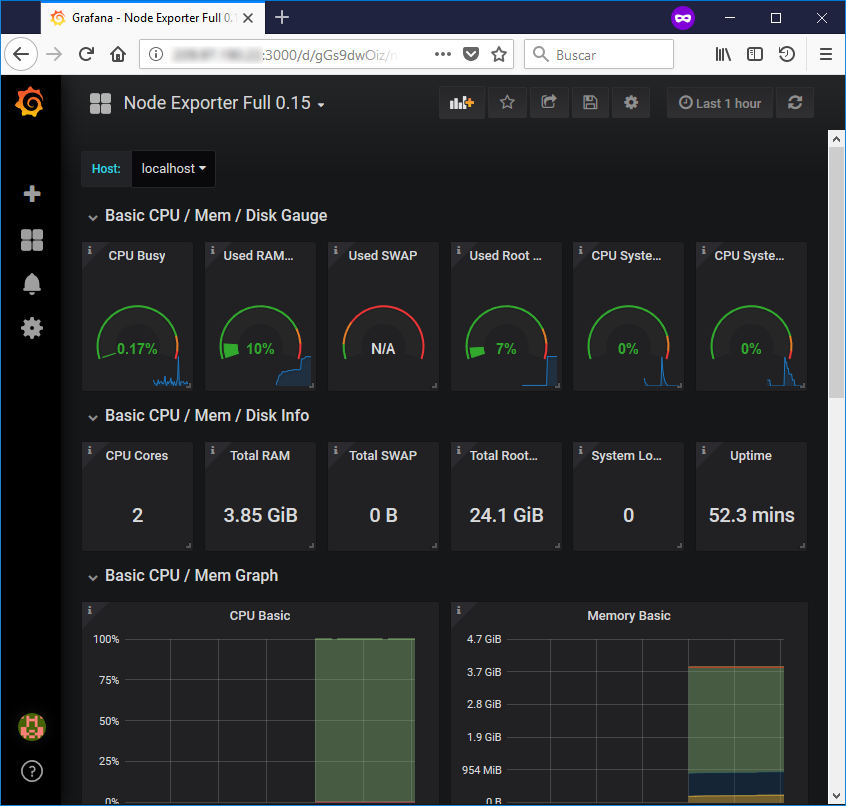 Grafana - Node Exporter Full 0.1
:3000/d/gGs9dwOiz/n
Buscar
Node Exporter Full 0.15
Last 1 hour
Host: localhost
Basic CPU / Mem / Disk Gauge
CPU Busy
Used RAM...
Used SWAP
Used Root ...
CPU Syste...
CPU Syste...
0.17%
10%
N/A
7%
0%
0%
Basic CPU / Mem / Disk Info
CPU Cores
Total RAM
Total SWAP
Total Root...
System Lo...
Uptime
2
3.85 GiB
0 B
24.1 GiB
0
52.3 mins
Basic CPU / Mem Graph
CPU Basic
100%
75%
50%
25%
0%
Memory Basic
4.7 GiB
3.7 GiB
2.8 GiB
1.9 GiB
954 MiB
0 B